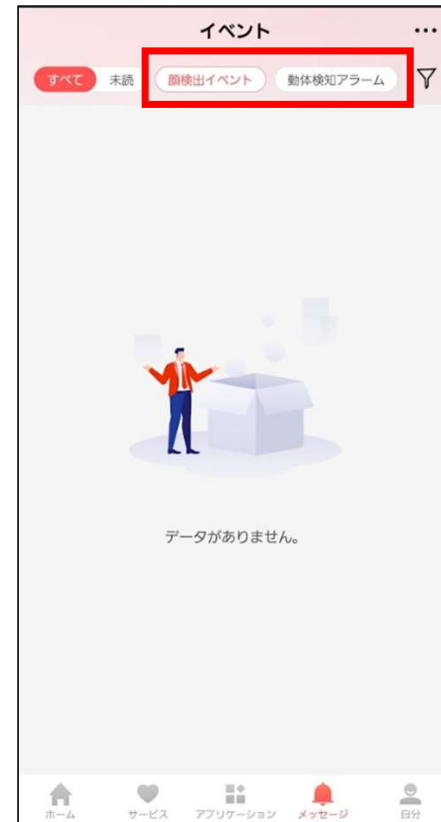 イベント
すべて 未読 顔検出イベント 動体検知アラーム
データがありません。
ホーム サービス アプリケーション メッセージ 自分